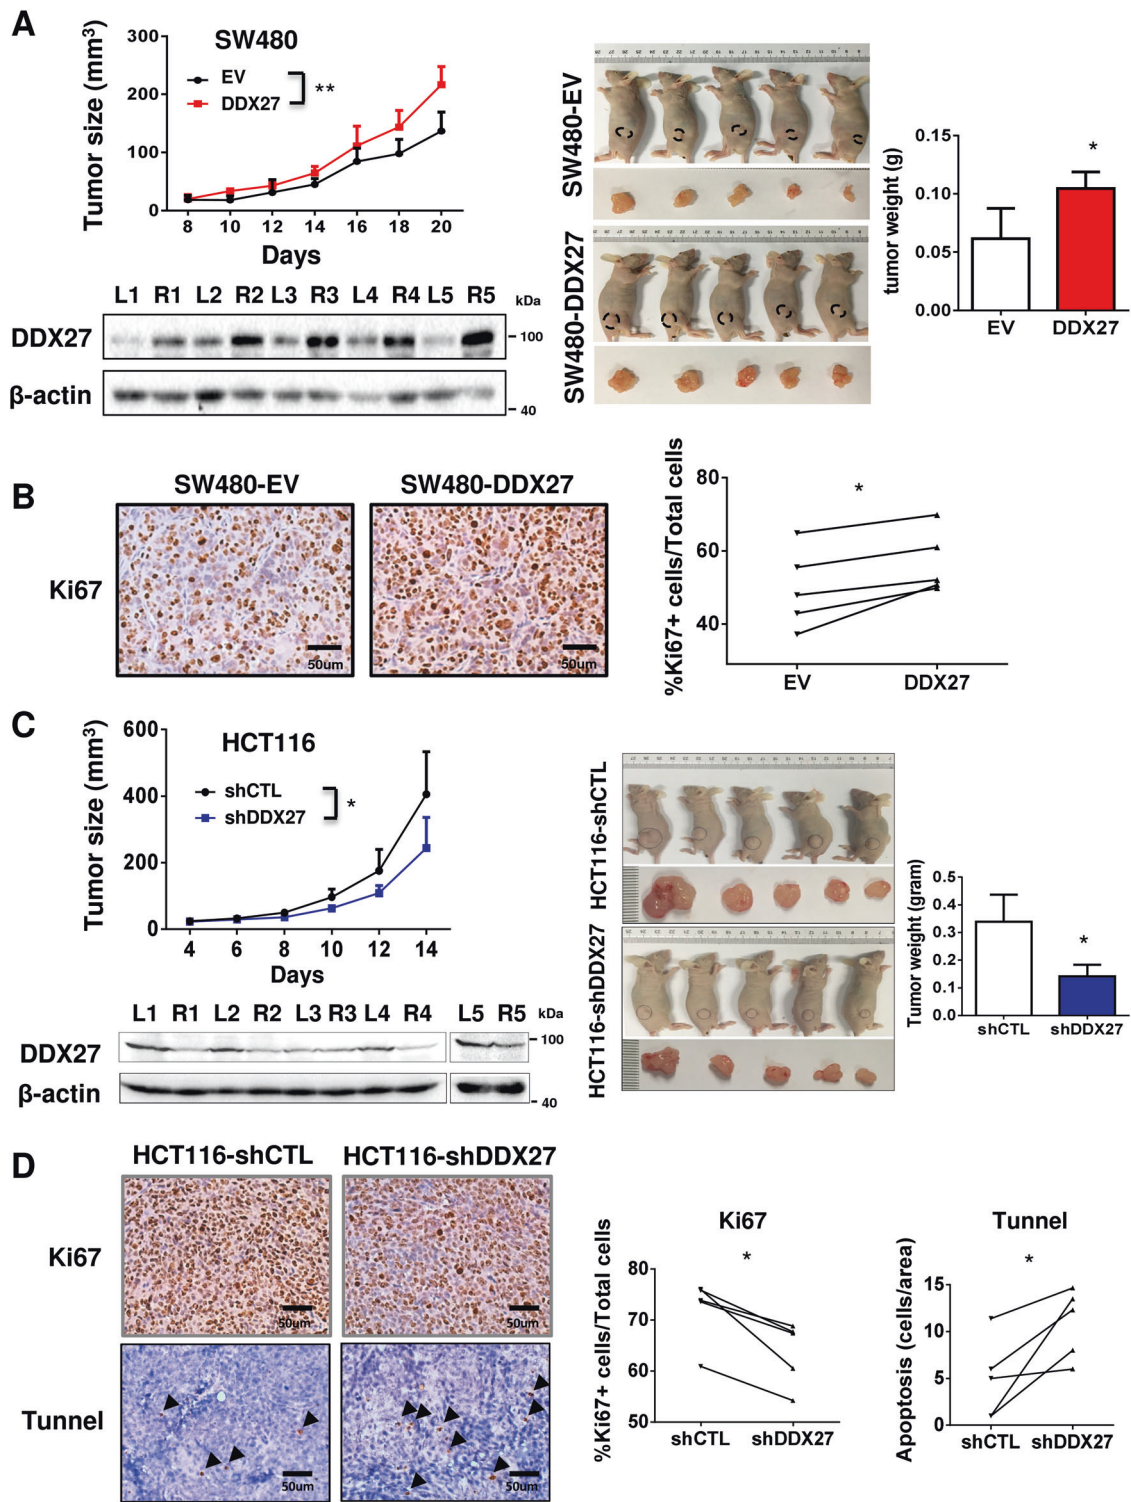 A
SW480
Tumor size (mm³)
300
200
100
0
EV
DDX27
**
8 10 12 14 16 18 20
Days
L1 R1 L2 R2 L3 R3 L4 R4 L5 R5 kDa
DDX27
100
β-actin
40
SW480-EV
SW480-DDX27
tumor weight (g)
0.15
0.10
0.05
0.00
*
EV DDX27
B
SW480-EV SW480-DDX27
Ki67
50um
50um
%Ki67+ cells/Total cells
80
60
40
*
EV DDX27
C
HCT116
Tumor size (mm³)
600
400
200
0
shCTL
shDDX27
*
4 6 8 10 12 14
Days
L1 R1 L2 R2 L3 R3 L4 R4 L5 R5 kDa
DDX27
100
β-actin
40
HCT116-shCTL
HCT116-shDDX27
Tumor weight (gram)
0.5
0.4
0.3
0.2
0.1
0.0
*
shCTL shDDX27
D
HCT116-shCTL HCT116-shDDX27
Ki67
50um
50um
Tunnel
50um
50um
Ki67
%Ki67+ cells/Total cells
80
70
60
50
*
shCTL shDDX27
Tunnel
Apoptosis (cells/area)
15
10
5
0
*
shCTL shDDX27